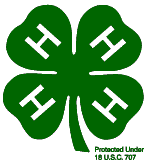 H H
H H
Protected Under
18 U.S.C. 707